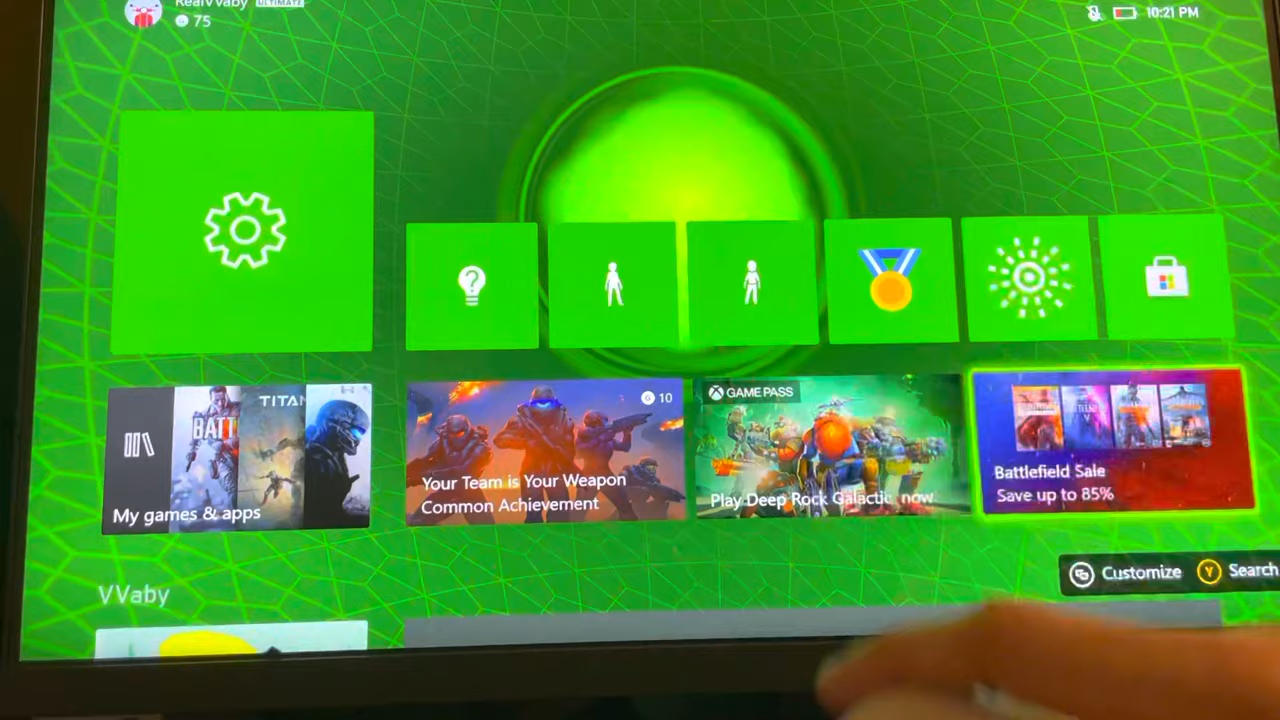 RealVVaby ULTIMATE
75
10:21 PM
TITAN
BATT
My games & apps
10
Your Team is Your Weapon
Common Achievement
GAME PASS
Play Deep Rock Galactic now
Battlefield Sale
Save up to 85%
Customize
Y
Search
VVaby